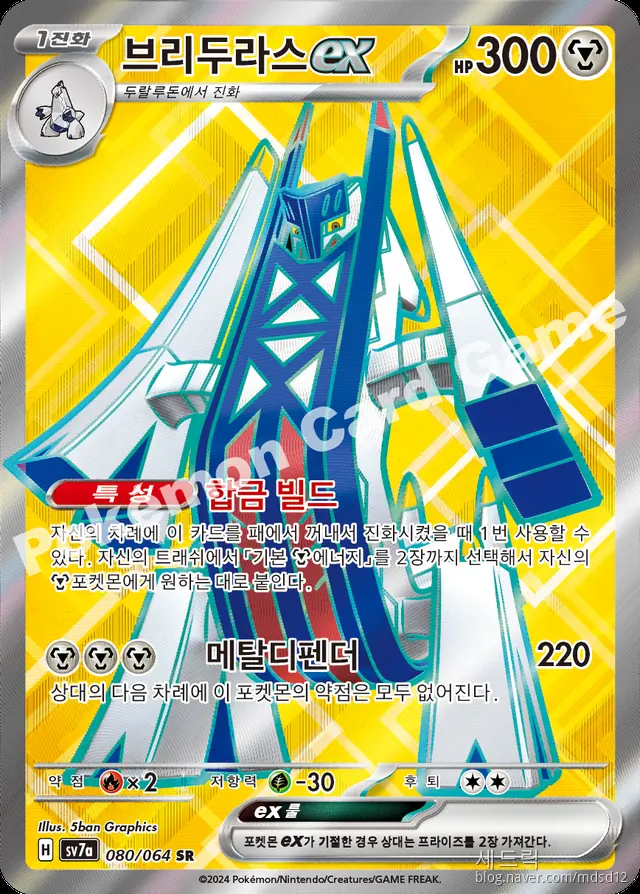 1진화
브리두라스ex
HP300
두랄루돈에서 진화
Pokémon Card Game
특성 합금 빌드
자신의 차례에 이 카드를 패에서 꺼내서 진화시켰을 때 1번 사용할 수
있다. 자신의 트래쉬에서 「기본 에너지」를 2장까지 선택해서 자신의
포켓몬에게 원하는 대로 붙인다.
메탈디펜더 220
상대의 다음 차례에 이 포켓몬의 약점은 모두 없어진다.
약점 ×2 저항력 -30 후퇴
Illus. 5ban Graphics
ex 룰
포켓몬 ex가 기절한 경우 상대는 프라이즈를 2장 가져간다.
H sv7a 080/064 SR
세드릭
blog.naver.com/mdsd12
©2024 Pokémon/Nintendo/Creatures/GAME FREAK.